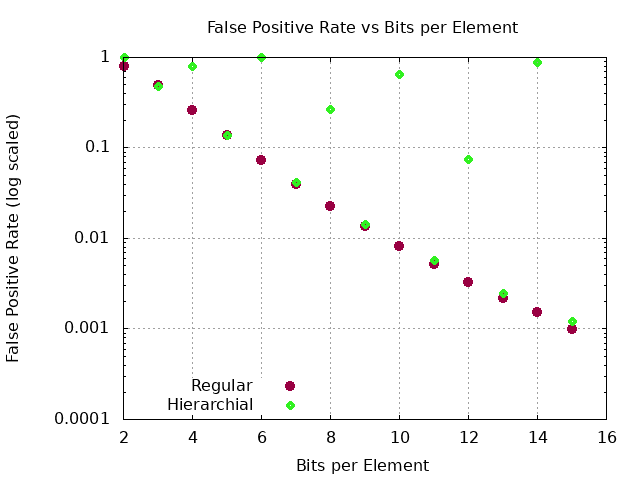 False Positive Rate vs Bits per Element
False Positive Rate (log scaled)
1
0.1
0.01
0.001
0.0001
Regular
Hierarchial
2 4 6 8 10 12 14 16
Bits per Element